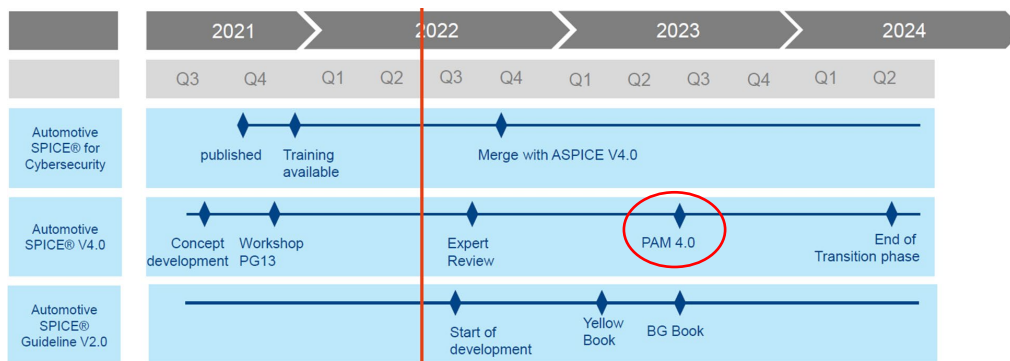 2021 2022 2023 2024
Q3 Q4 Q1 Q2 Q3 Q4 Q1 Q2 Q3 Q4 Q1 Q2
Automotive
SPICE® for
Cybersecurity
published
Training
available
Merge with ASPICE V4.0
Automotive
SPICE® V4.0
Concept
development
Workshop
PG13
Expert
Review
PAM 4.0
End of
Transition phase
Automotive
SPICE®
Guideline V2.0
Start of
development
Yellow
Book
BG Book